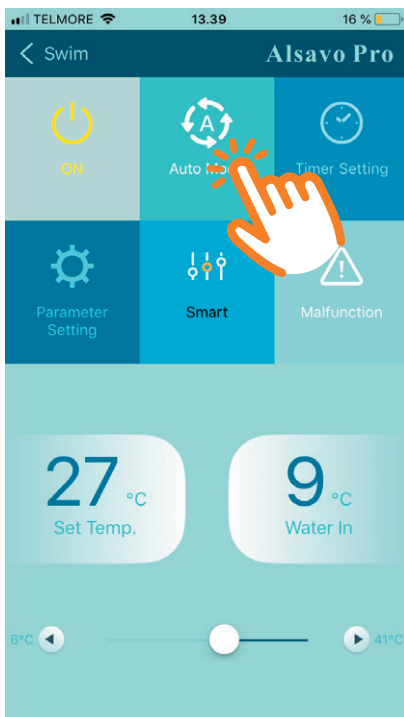 TELMORE 13.39 16 %
Swim Alsavo Pro
ON
Auto
Timer Setting
Parameter
Setting
Smart
Malfunction
27 °C
Set Temp.
9 °C
Water In
6°C
41°C